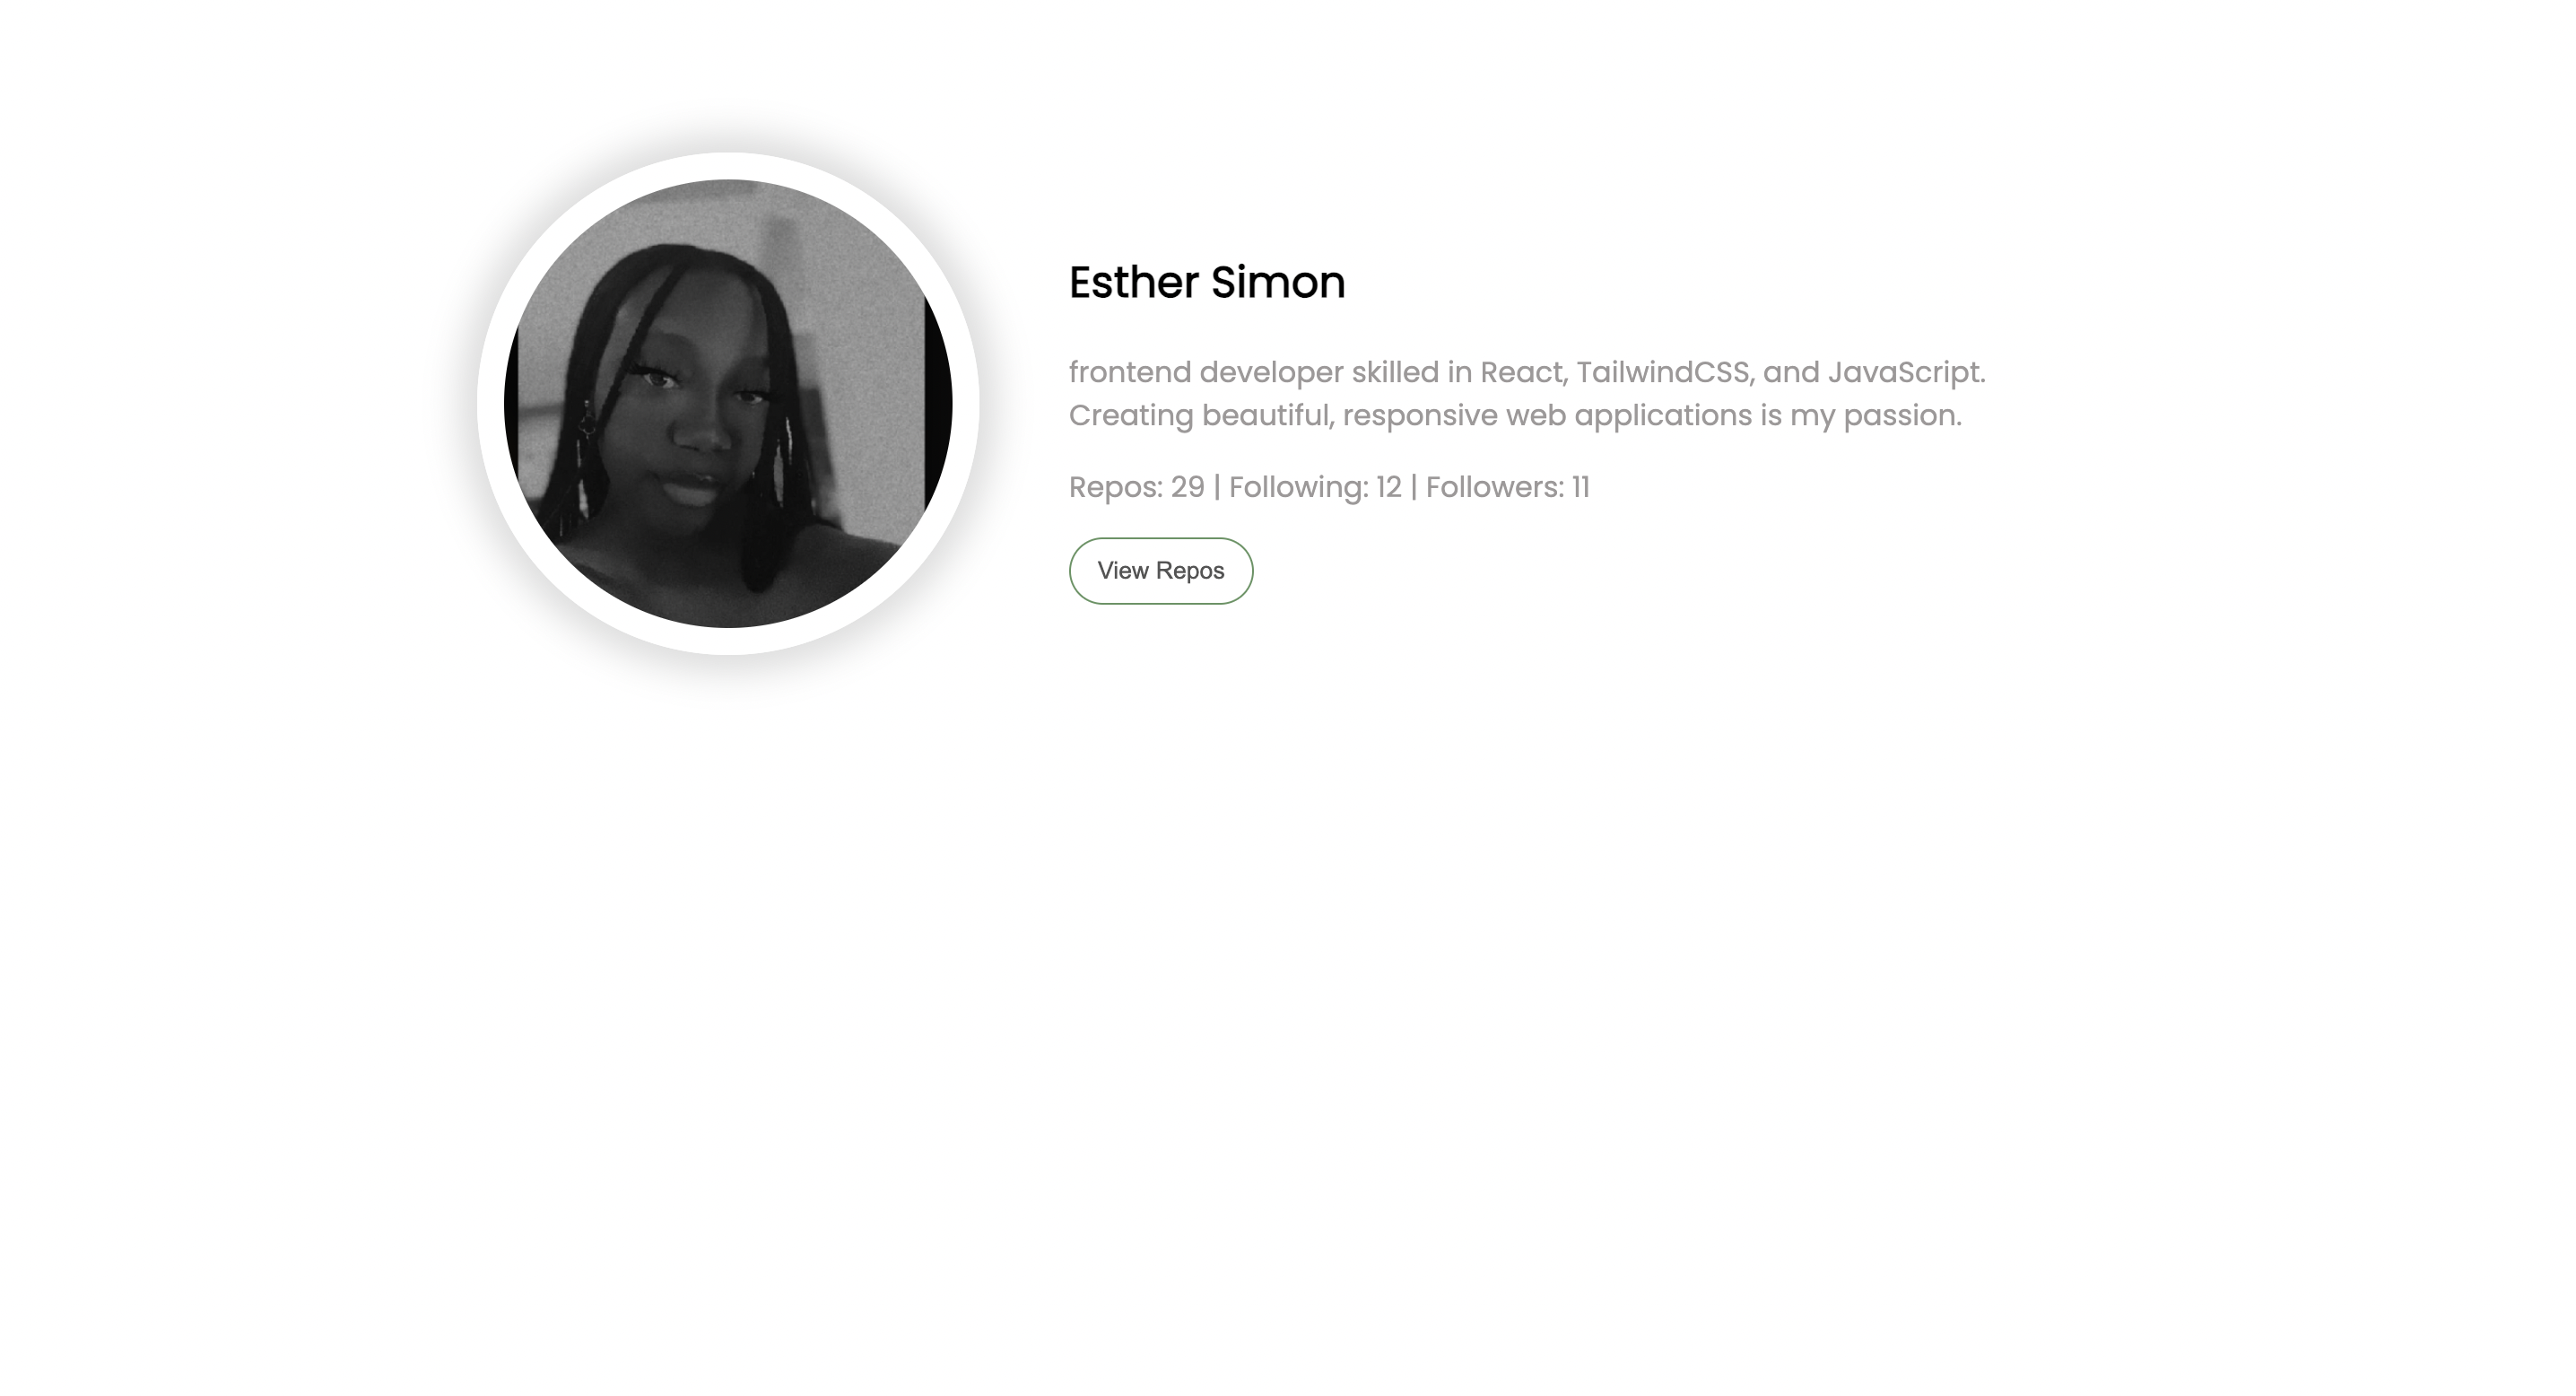 Esther Simon
frontend developer skilled in React, TailwindCSS, and JavaScript.
Creating beautiful, responsive web applications is my passion.
Repos: 29 | Following: 12 | Followers: 11
View Repos